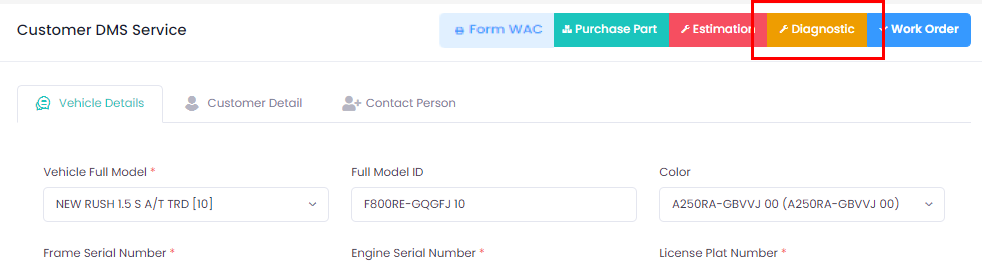 Customer DMS Service
Form WAC Purchase Part Estimation Diagnostic Work Order
Vehicle Details Customer Detail Contact Person
Vehicle Full Model * Full Model ID Color
NEW RUSH 1.5 S A/T TRD [10] F800RE-GQGFJ 10 A250RA-GBVVJ 00 (A250RA-GBVVJ 00)
Frame Serial Number * Engine Serial Number * License Plat Number *